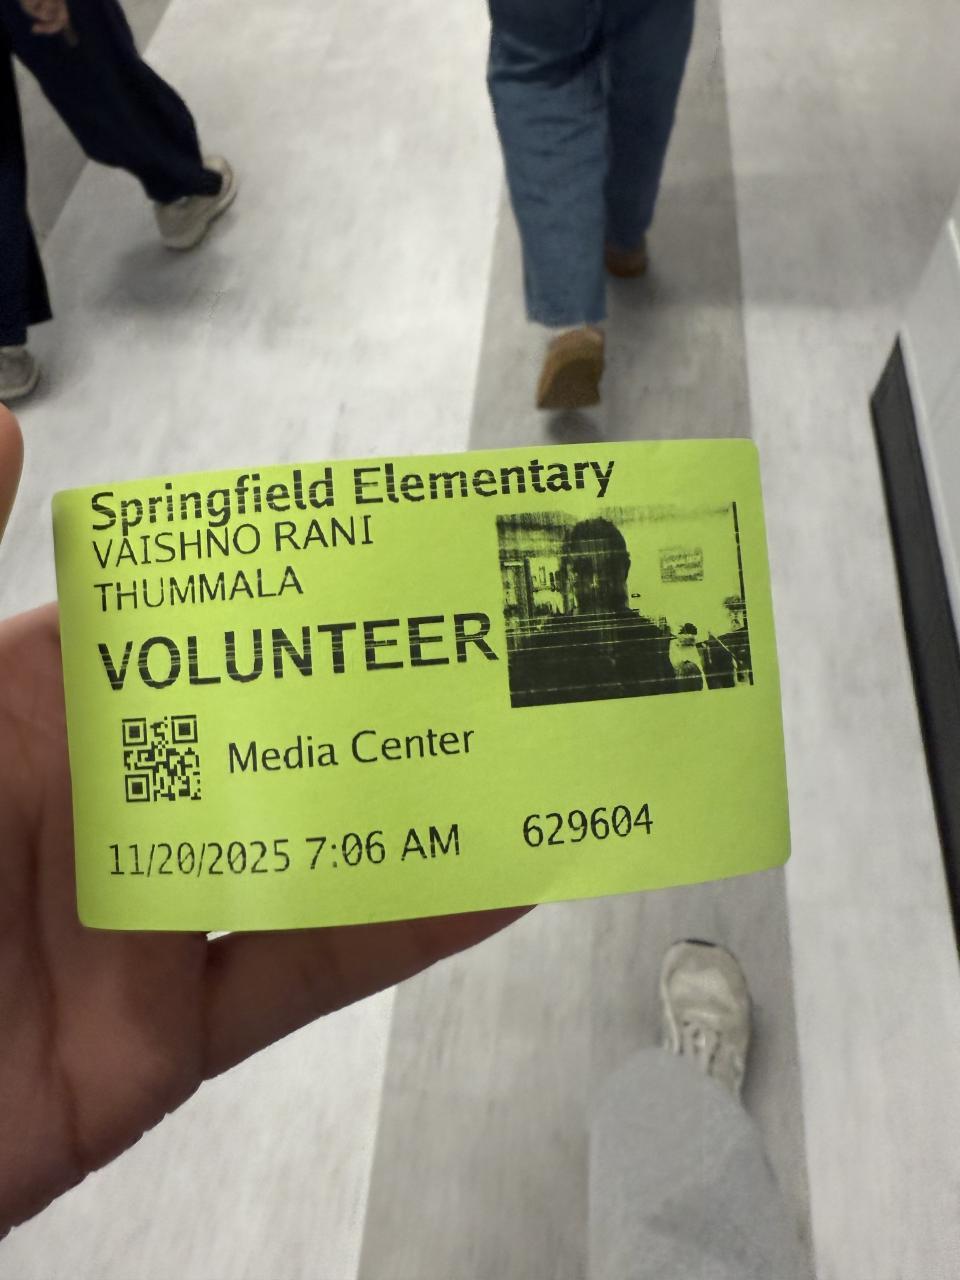 Springfield Elementary
VAISHNO RANI
THUMMALA
VOLUNTEER
Media Center
11/20/2025 7:06 AM 629604